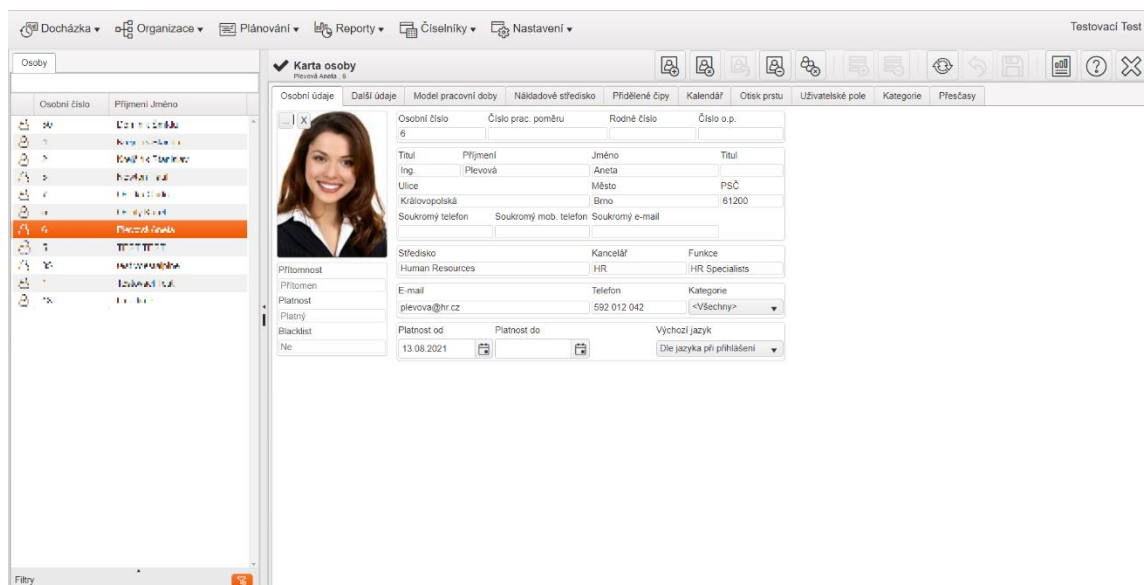 Docházka Organizace Plánování Reporty Číselníky Nastavení Testovací Test
Osoby
Karta osoby
Plevová Aneta , 6
Osobní údaje Další údaje Model pracovní doby Nákladové středisko Přidělené čipy Kalendář Otisk prstu Uživatelské pole Kategorie Přesčasy
Osobní číslo Příjmení Jméno
6 Plevová Aneta
Testovací Test
... X
Osobní číslo Číslo prac. poměru Rodné číslo Číslo o.p.
6
Titul Příjmení Jméno Titul
Ing. Plevová Aneta
Ulice Město PSČ
Královopolská Brno 61200
Soukromý telefon Soukromý mob. telefon Soukromý e-mail
Středisko Kancelář Funkce
Human Resources HR HR Specialists
E-mail Telefon Kategorie
plevova@hr.cz 592 012 042 <Všechny>
Platnost od Platnost do Výchozí jazyk
13.08.2021 Dle jazyka při přihlášení
Přítomnost
Přítomen
Platnost
Platný
Blacklist
Ne
Filtry